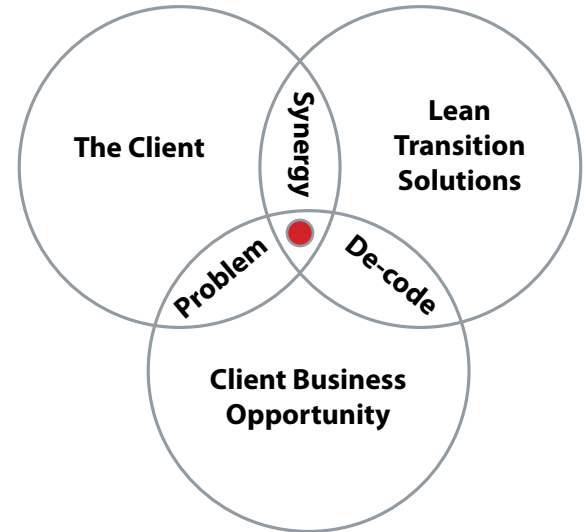 The Client
Synergy
Lean
Transition
Solutions
Problem
De-code
Client Business
Opportunity